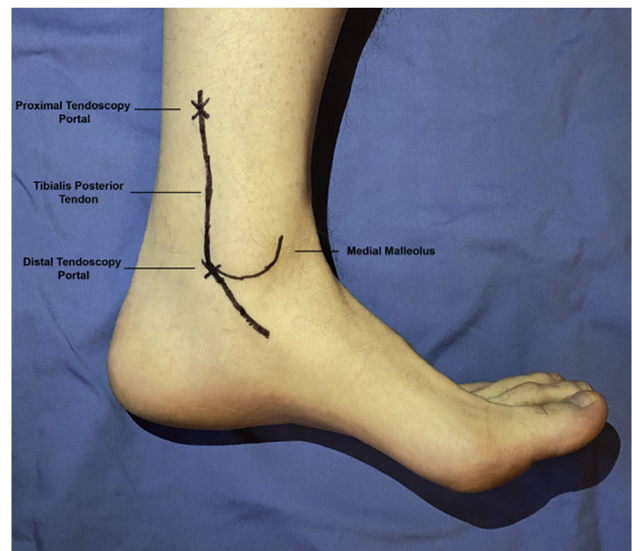 Proximal Tendoscopy
Portal
Tibialis Posterior
Tendon
Distal Tendoscopy
Portal
Medial Malleolus